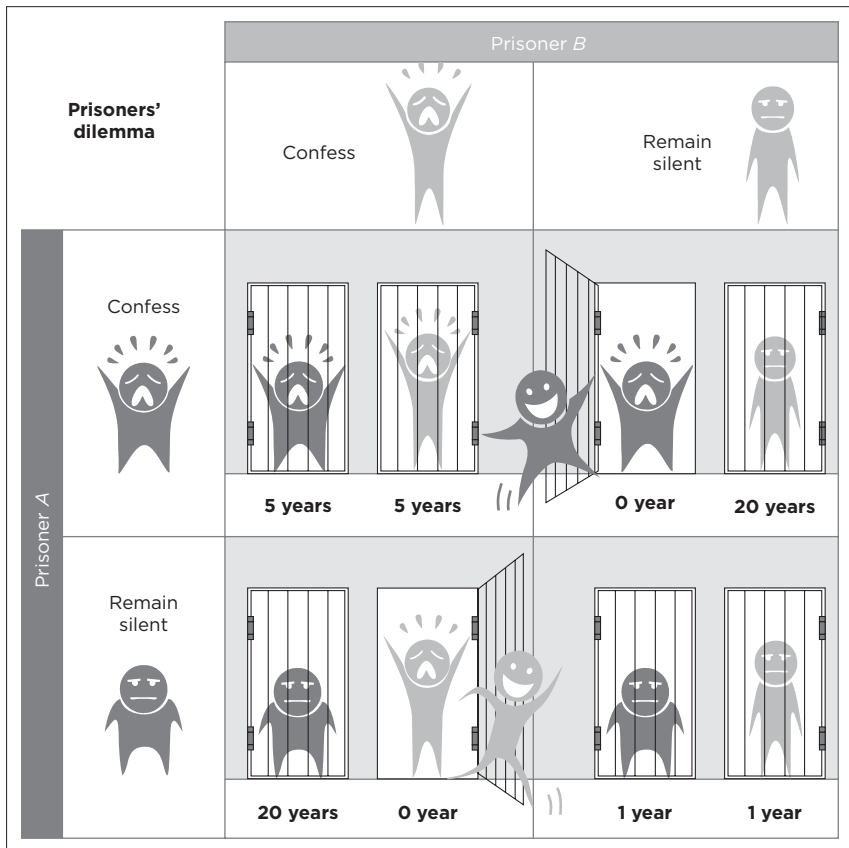 Prisoner B
Prisoners'
dilemma
Confess
Remain
silent
Prisoner A
Confess
5 years 5 years 0 year 20 years
Remain
silent
20 years 0 year 1 year 1 year